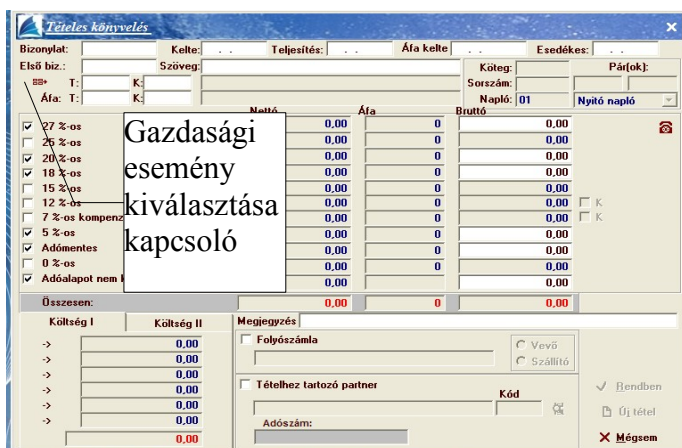 Tételes könyvelés
Bizonylat: Kelte: . . Teljesítés: . . Áfa kelte . . Esedékes: . .
Első biz.: Szöveg: Köteg: Pár(ok):
T: K: Sorszám:
Áfa: T: K: Napló: 01 Nyitó napló
Nettó Áfa Bruttó
27 %-os 0,00 0 0,00
25 %-os 0,00 0 0,00
20 %-os 0,00 0 0,00
18 %-os 0,00 0 0,00
15 %-os 0,00 0 0,00
12 %-os 0,00 0 0,00 K
7 %-os kompenz 0,00 0 0,00 K
5 %-os 0,00 0 0,00
Adómentes 0,00 0 0,00
0 %-os 0,00 0 0,00
Adóalapot nem 0,00 0,00
Gazdasági
esemény
kiválasztása
kapcsoló
Összesen: 0,00 0 0,00
Költség I Költség II Megjegyzés
-> 0,00
-> 0,00
-> 0,00
-> 0,00
-> 0,00
-> 0,00
0,00
Folyószámla
Vevő
Szállító
Tételhez tartozó partner
Kód
Adószám:
Rendben
Új tétel
Mégsem